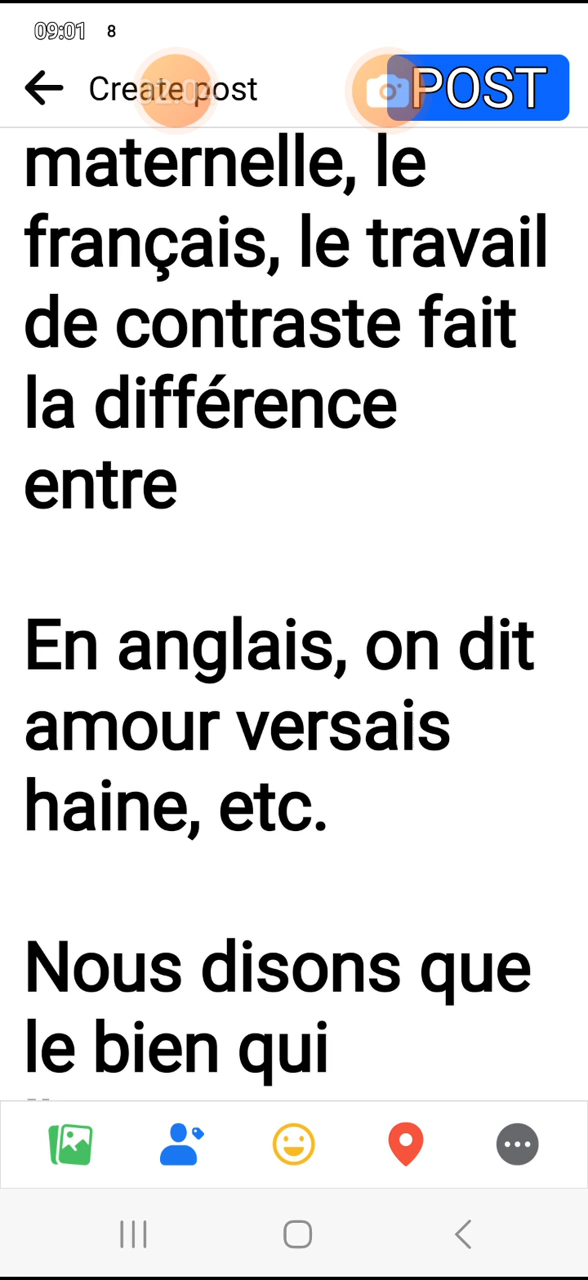 09:01 8
Create post
POST
maternelle, le
français, le travail
de contraste fait
la différence
entre
En anglais, on dit
amour versais
haine, etc.
Nous disons que
le bien qui